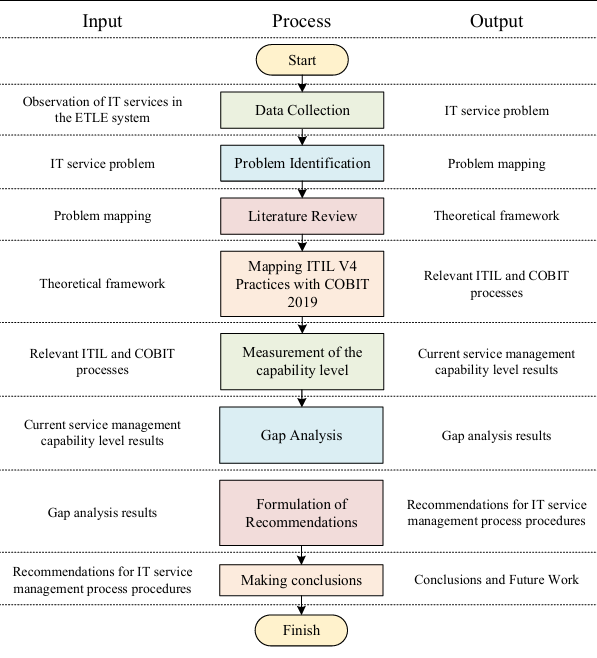 Input Process Output
Start
Observation of IT services in
the ETLE system
Data Collection
IT service problem
IT service problem
Problem Identification
Problem mapping
Problem mapping
Literature Review
Theoretical framework
Theoretical framework
Mapping ITIL V4
Practices with COBIT
2019
Relevant ITIL and COBIT
processes
Relevant ITIL and COBIT
processes
Measurement of the
capability level
Current service management
capability level results
Current service management
capability level results
Gap Analysis
Gap analysis results
Gap analysis results
Formulation of
Recommendations
Recommendations for IT service
management process procedures
Recommendations for IT service
management process procedures
Making conclusions
Conclusions and Future Work
Finish